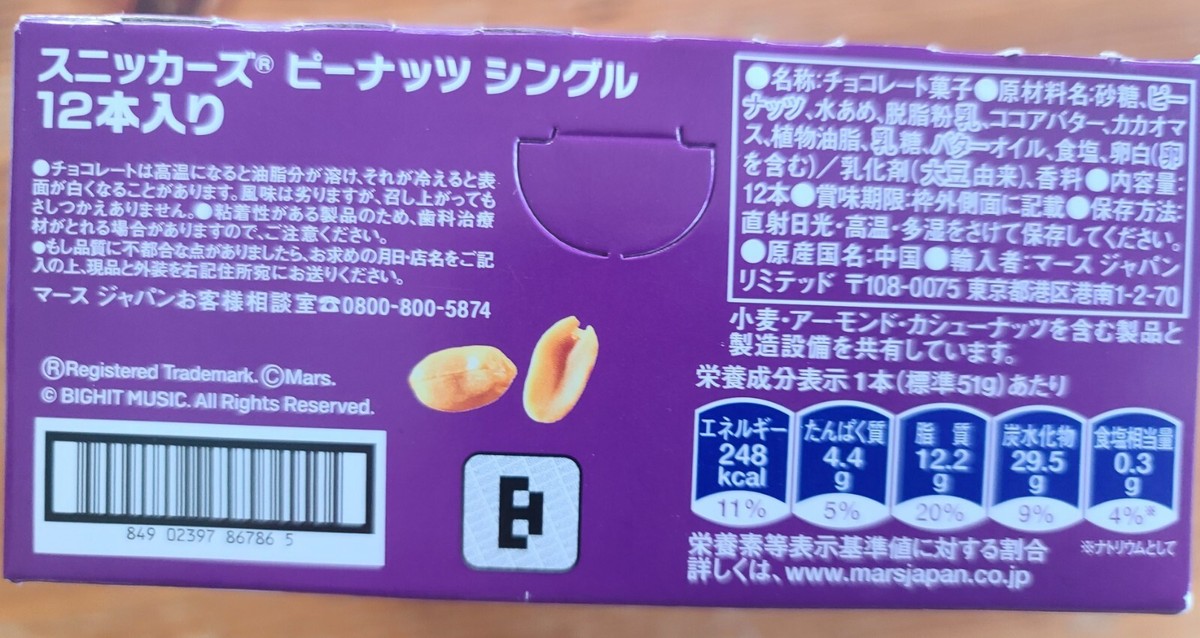 スニッカーズ® ピーナッツ シングル
12本入り
●チョコレートは高温になると油脂分が溶け、それが冷えると表
面が白くなることがあります。風味は劣りますが、召し上がっても
さしつかえありません。●粘着性がある製品のため、歯科治療
材がとれる場合がありますので、ご注意ください。
●もし品質に不都合な点がありましたら、お求めの月日・店名をご記
入の上、現品と外装を右記住所宛にお送りください。
マース ジャパンお客様相談室☎0800-800-5874
®Registered Trademark. ©Mars.
© BIGHIT MUSIC. All Rights Reserved.
849 02397 86786 5
●名称:チョコレート菓子●原材料名:砂糖、ピー
ナッツ、水あめ、脱脂粉乳、ココアバター、カカオマ
ス、植物油脂、乳糖、バターオイル、食塩、卵白(卵
を含む)/乳化剤(大豆由来)、香料●内容量:
12本●賞味期限:枠外側面に記載●保存方法:
直射日光・高温・多湿をさけて保存してください。
●原産国名:中国●輸入者:マース ジャパン
リミテッド 〒108-0075 東京都港区港南1-2-70
小麦・アーモンド・カシューナッツを含む製品と
製造設備を共有しています。
栄養成分表示 1本(標準51g)あたり
エネルギー たんぱく質 脂質 炭水化物 食塩相当量
248 4.4 12.2 29.5 0.3
kcal g g g g
11% 5% 20% 9% 4%※
栄養素等表示基準値に対する割合 ※ナトリウムとして
詳しくは、www.marsjapan.co.jp